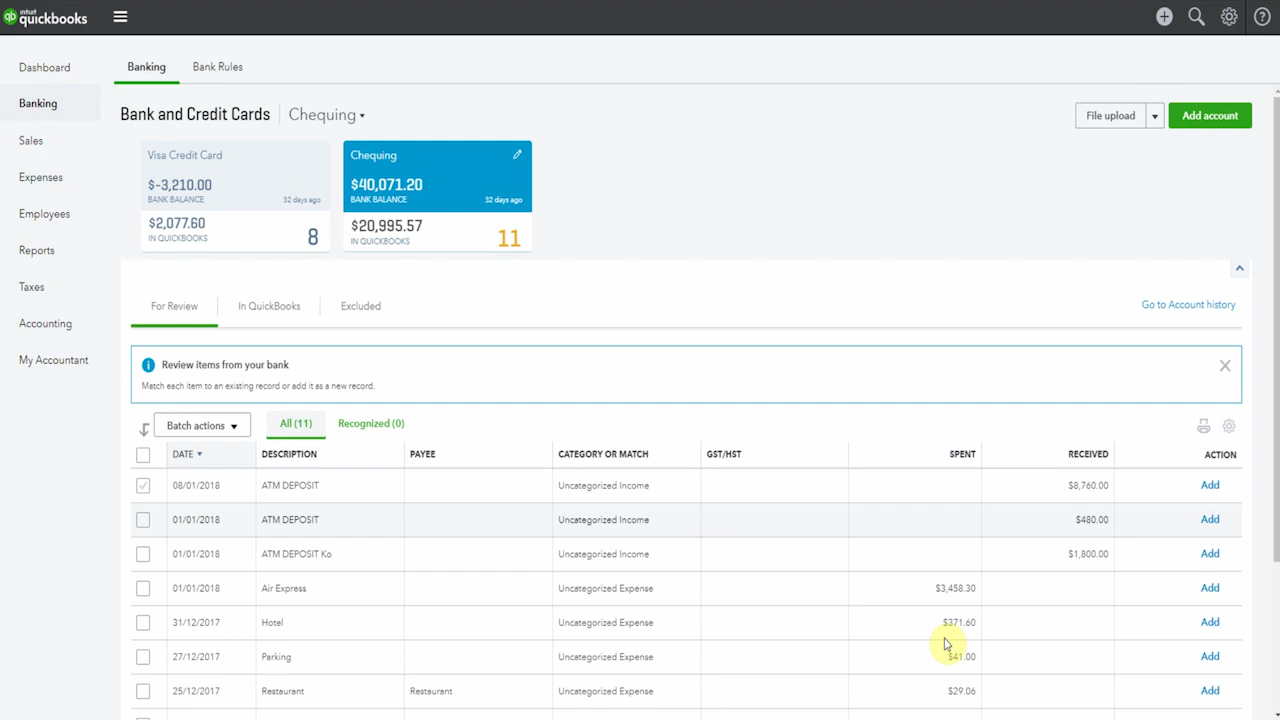 intuit quickbooks
Dashboard
Banking
Sales
Expenses
Employees
Reports
Taxes
Accounting
My Accountant
Banking Bank Rules
Bank and Credit Cards Chequing
File upload Add account
Visa Credit Card
$-3,210.00
BANK BALANCE 32 days ago
$2,077.60
IN QUICKBOOKS 8
Chequing
$40,071.20
BANK BALANCE 32 days ago
$20,995.57
IN QUICKBOOKS 11
For Review In QuickBooks Excluded Go to Account history
Review items from your bank
Match each item to an existing record or add it as a new record.
Batch actions All (11) Recognized (0)
DATE DESCRIPTION PAYEE CATEGORY OR MATCH GST/HST SPENT RECEIVED ACTION
08/01/2018 ATM DEPOSIT Uncategorized Income $8,760.00 Add
01/01/2018 ATM DEPOSIT Uncategorized Income $480.00 Add
01/01/2018 ATM DEPOSIT Ko Uncategorized Income $1,800.00 Add
01/01/2018 Air Express Uncategorized Expense $3,458.30 Add
31/12/2017 Hotel Uncategorized Expense $371.60 Add
27/12/2017 Parking Uncategorized Expense $41.00 Add
25/12/2017 Restaurant Restaurant Uncategorized Expense $29.06 Add